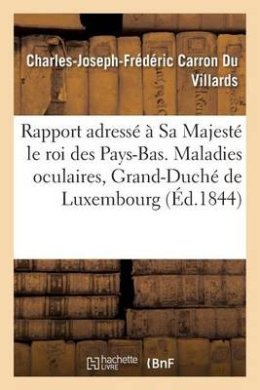 Charles-Joseph-Frédéric Carron Du
Villards
Rapport adressé à Sa Majesté le roi des Pays-Bas. Maladies oculaires, Grand-Duché de Luxembourg (Éd.1844)
hachette
LIVRE
{BnF